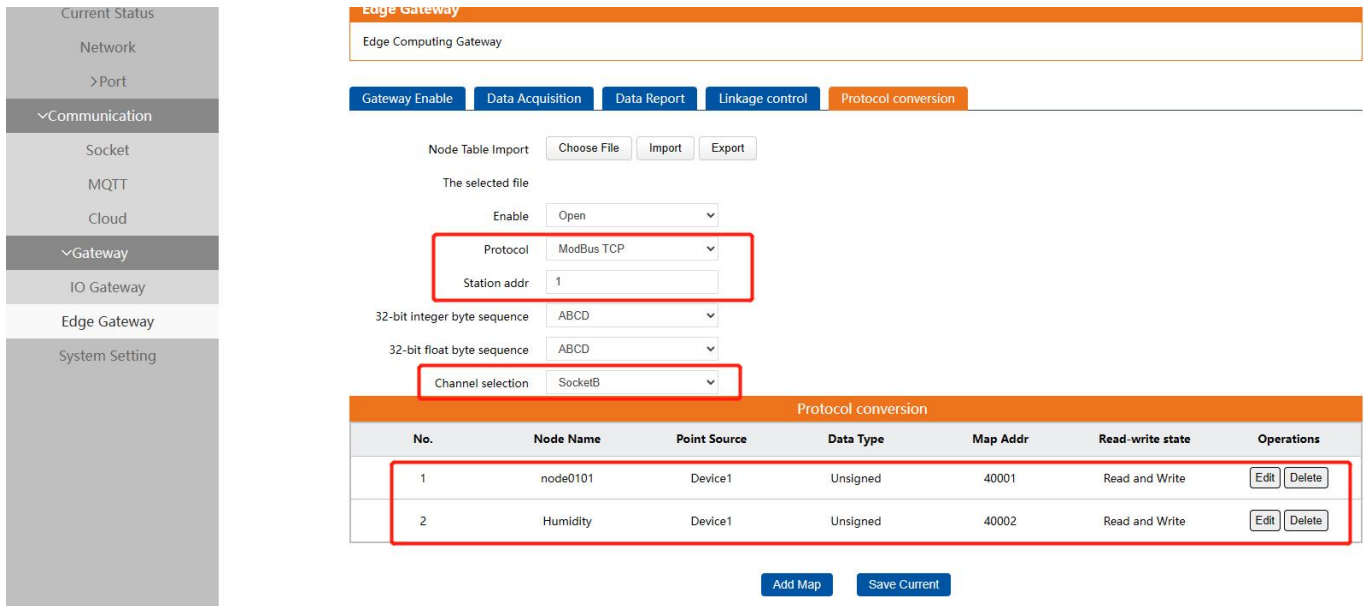 Current Status
Network
>Port
Communication
Socket
MQTT
Cloud
Gateway
IO Gateway
Edge Gateway
System Setting
Edge Gateway
Edge Computing Gateway
Gateway Enable Data Acquisition Data Report Linkage control Protocol conversion
Node Table Import Choose File Import Export
The selected file
Enable Open
Protocol ModBus TCP
Station addr 1
32-bit integer byte sequence ABCD
32-bit float byte sequence ABCD
Channel selection SocketB
Protocol conversion
No. Node Name Point Source Data Type Map Addr Read-write state Operations
1 node0101 Device1 Unsigned 40001 Read and Write Edit Delete
2 Humidity Device1 Unsigned 40002 Read and Write Edit Delete
Add Map Save Current